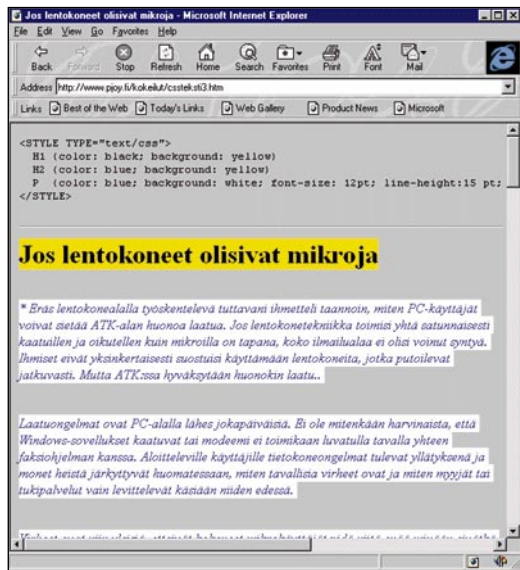 Jos lentokoneet olisivat mikroja - Microsoft Internet Explorer
File Edit View Go Favorites Help
Back Forward Stop Refresh Home Search Favorites Print Font Mail
Address http://www.pjoy.fi/kokeilut/cssteksti3.htm
Links Best of the Web Today's Links Web Gallery Product News Microsoft
<STYLE TYPE="text/css">
H1 {color: black; background: yellow}
H2 {color: blue; background: yellow}
P {color: blue; background: white; font-size: 12pt; line-height:15 pt;
</STYLE>
Jos lentokoneet olisivat mikroja
* Eräs lentokonealalla työskentelevä tuttavani ihmetteli taannoin, miten PC-käyttäjät
voivat sietää ATK-alan huonoa laatua. Jos lentokonetekniikka toimisi yhtä satunnaisesti
kaatuillen ja oikutellen kuin mikroilla on tapana, koko ilmailualaa ei olisi voinut syntyä.
Ihmiset eivät yksinkertaisesti suostuisi käyttämään lentokoneita, jotka putoilevat
jatkuvasti. Mutta ATK:ssa hyväksytään huonokin laatu..
Laatuongelmat ovat PC-alalla lähes jokapäiväisiä. Ei ole mitenkään harvinaista, että
Windows-sovellukset kaatuvat tai modeemi ei toimikaan luvatulla tavalla yhteen
faksiohjelman kanssa. Aloitteleville käyttäjille tietokoneongelmat tulevat yllätyksenä ja
monet heistä järkyttyvät huomatessaan, miten tavallisia virheet ovat ja miten myyjät tai
tukipalvelut vain levittelevät käsiään niiden edessä.